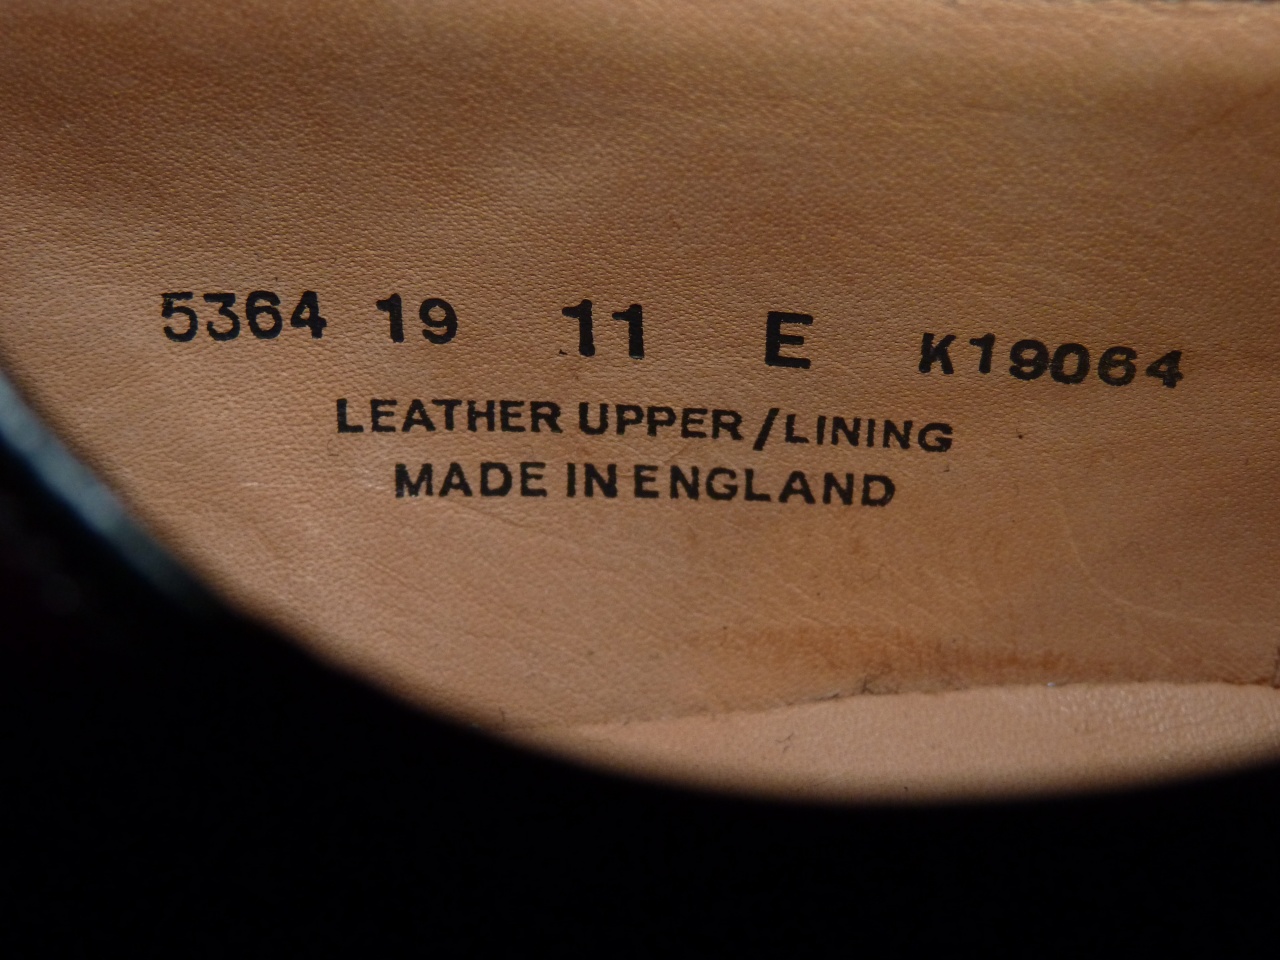 5364 19 11 E K19064
LEATHER UPPER/LINING
MADE IN ENGLAND